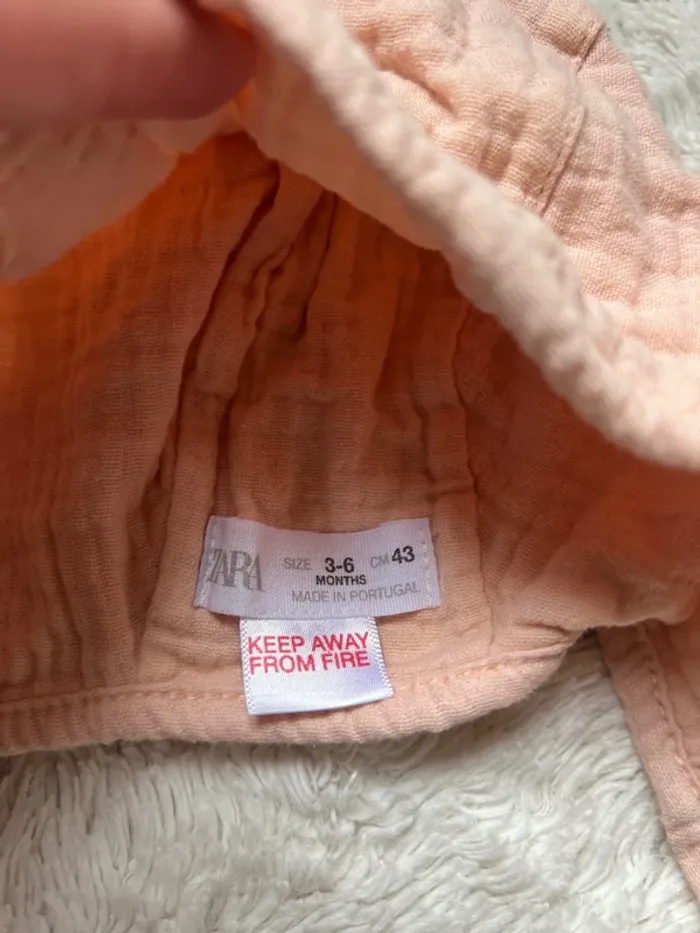 ZARA SIZE 3-6 CM 43
MONTHS
MADE IN PORTUGAL
KEEP AWAY
FROM FIRE